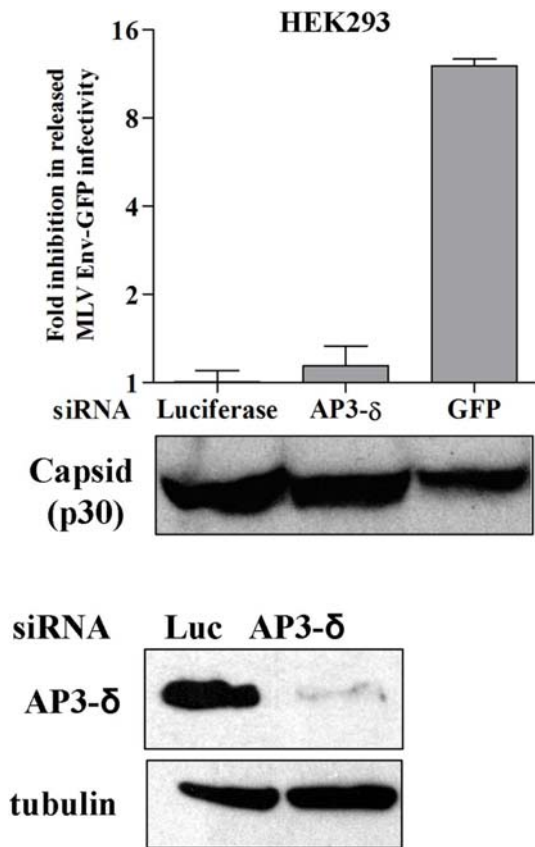 HEK293
Fold inhibition in released
MLV Env-GFP infectivity
16
8
4
2
1
siRNA Luciferase AP3-δ GFP
Capsid
(p30)
siRNA Luc AP3-δ
AP3-δ
tubulin